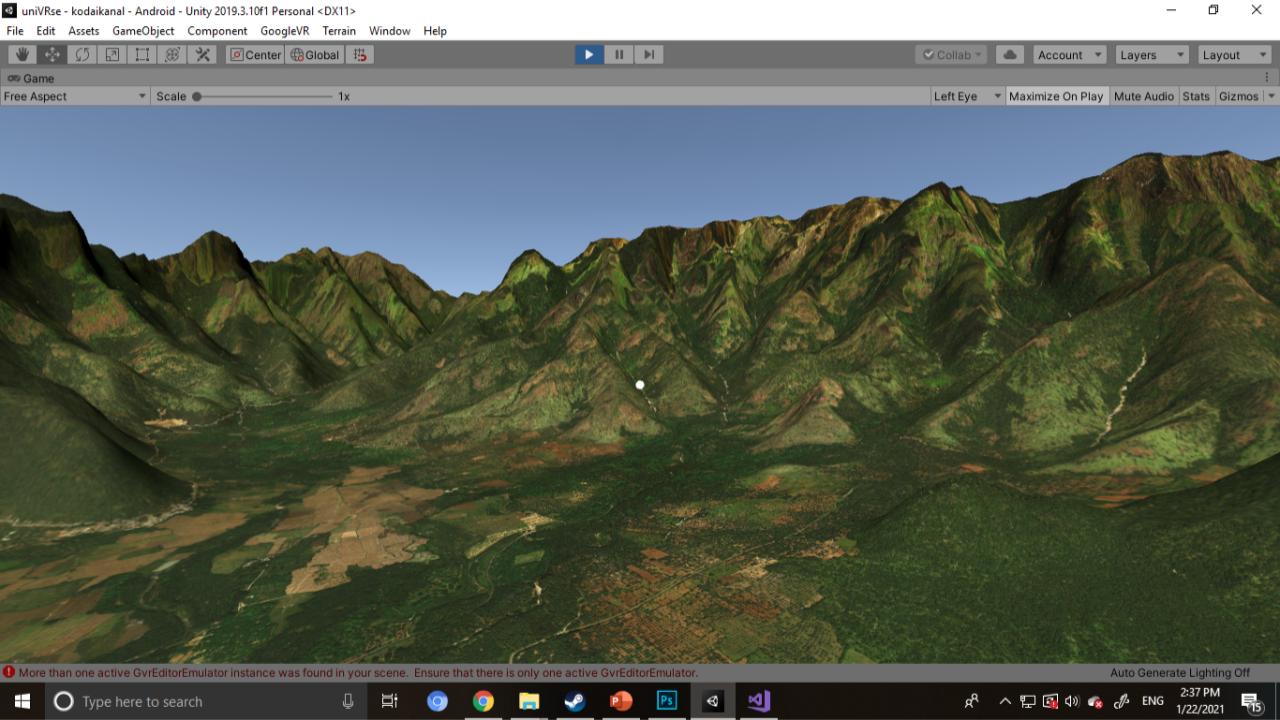 uniVRse - kodaikanal - Android - Unity 2019.3.10f1 Personal <DX11>
File Edit Assets GameObject Component GoogleVR Terrain Window Help
Center Global Collab Account Layers Layout
Game
Free Aspect Scale 1x Left Eye Maximize On Play Mute Audio Stats Gizmos
More than one active GvrEditorEmulator instance was found in your scene. Ensure that there is only one active GvrEditorEmulator.
Auto Generate Lighting Off
Type here to search
Ps
ENG
2:37 PM
1/22/2021
15